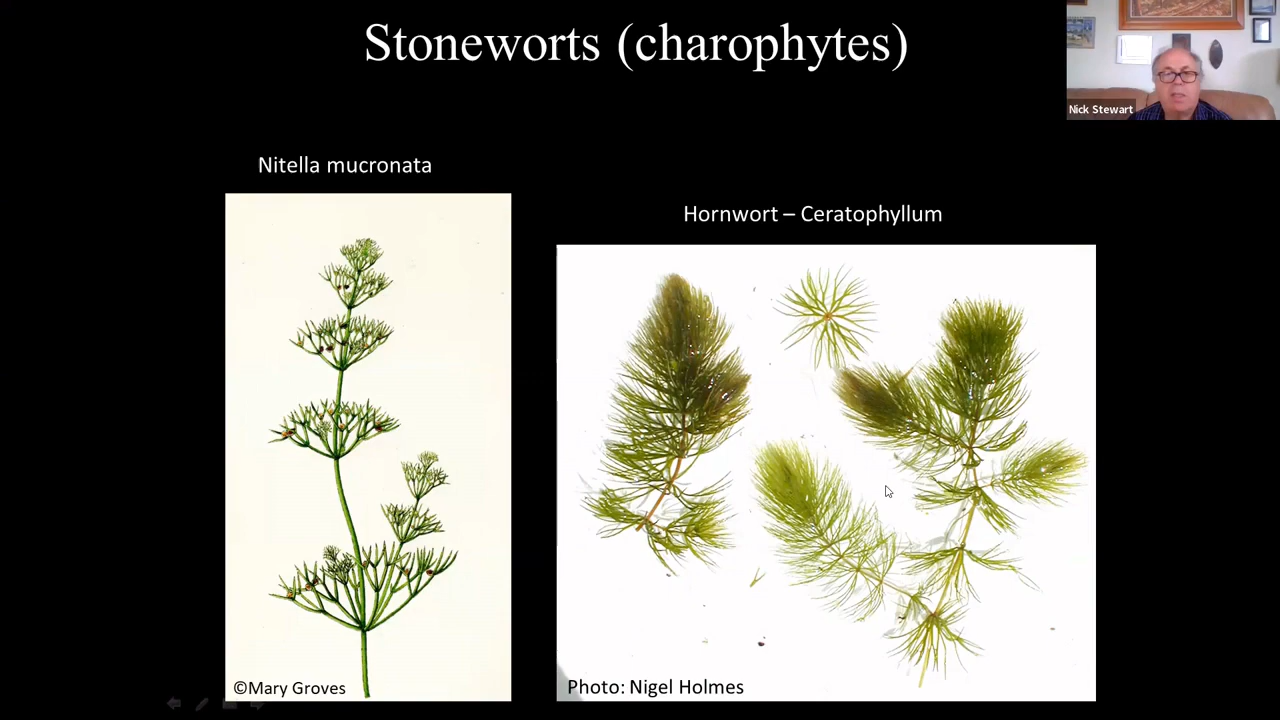 Stoneworts (charophytes)
Nick Stewart
Nitella mucronata
Hornwort – Ceratophyllum
©Mary Groves
Photo: Nigel Holmes